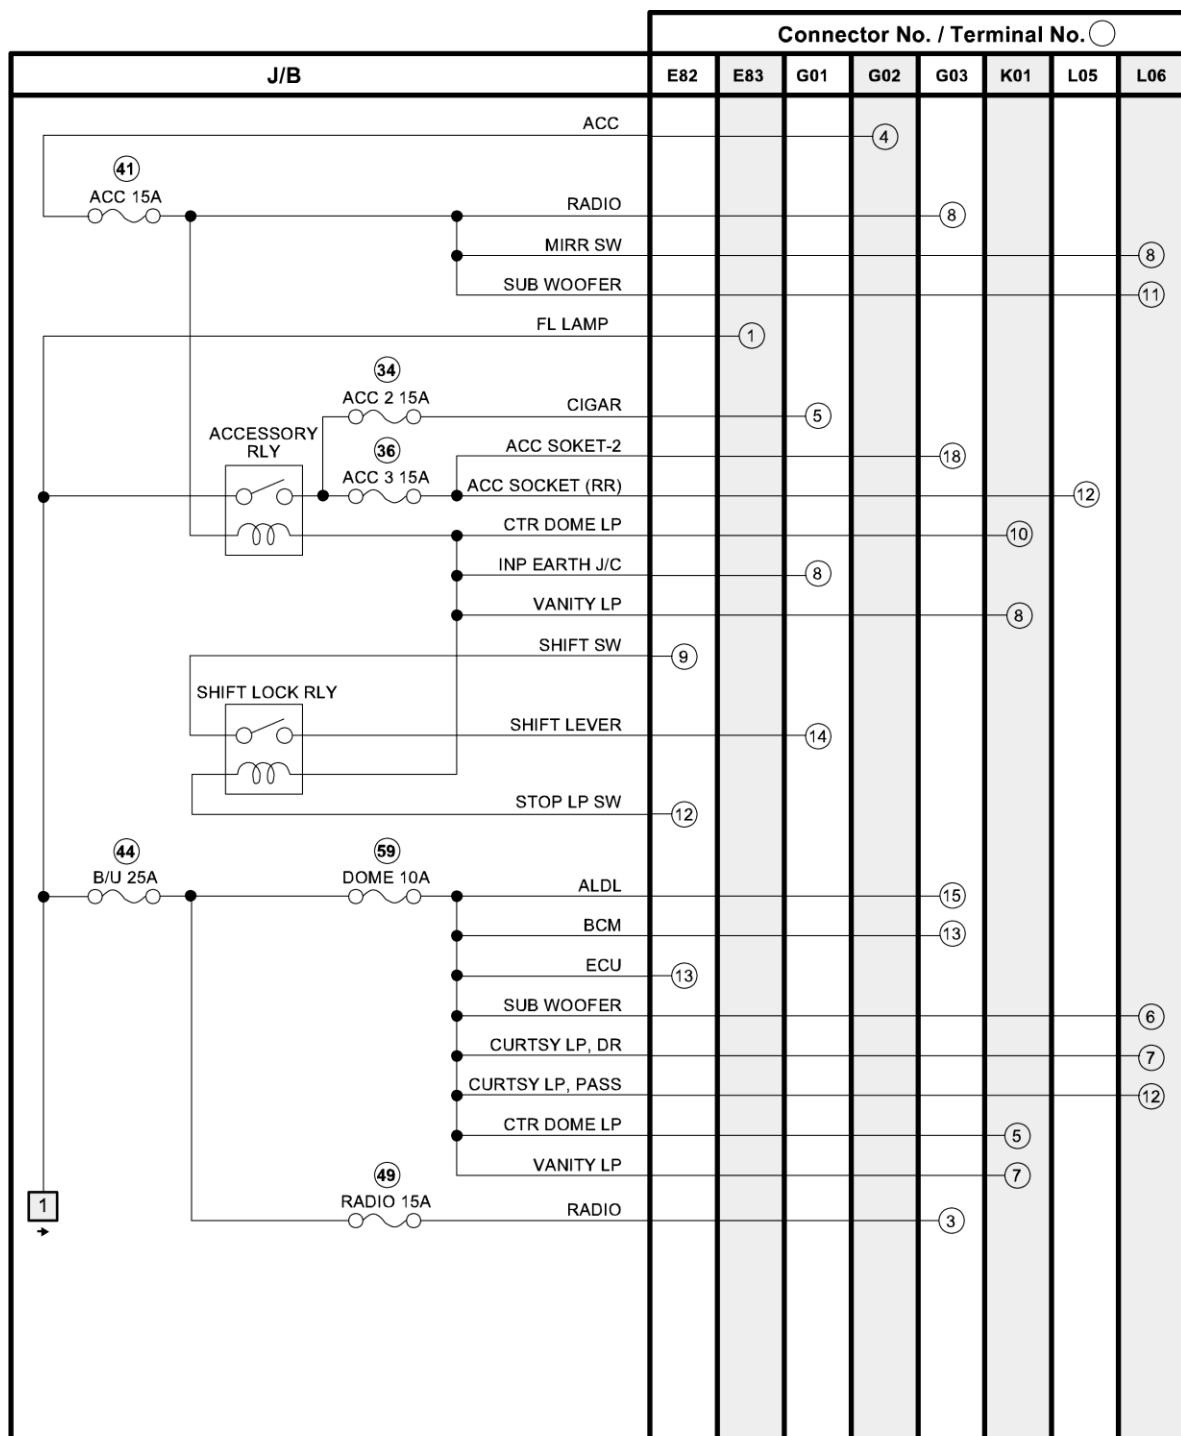 Connector No. / Terminal No.
J/B E82 E83 G01 G02 G03 K01 L05 L06
ACC 4
41
ACC 15A
RADIO 8
MIRR SW 8
SUB WOOFER 11
FL LAMP 1
34
ACC 2 15A
CIGAR 5
ACCESSORY
RLY
36
ACC 3 15A
ACC SOKET-2 18
ACC SOCKET (RR) 12
CTR DOME LP 10
INP EARTH J/C 8
VANITY LP 8
SHIFT SW 9
SHIFT LOCK RLY
SHIFT LEVER 14
STOP LP SW 12
44
B/U 25A
59
DOME 10A
ALDL 15
BCM 13
ECU 13
SUB WOOFER 6
CURTSY LP, DR 7
CURTSY LP, PASS 12
CTR DOME LP 5
VANITY LP 7
49
RADIO 15A
RADIO 3
1